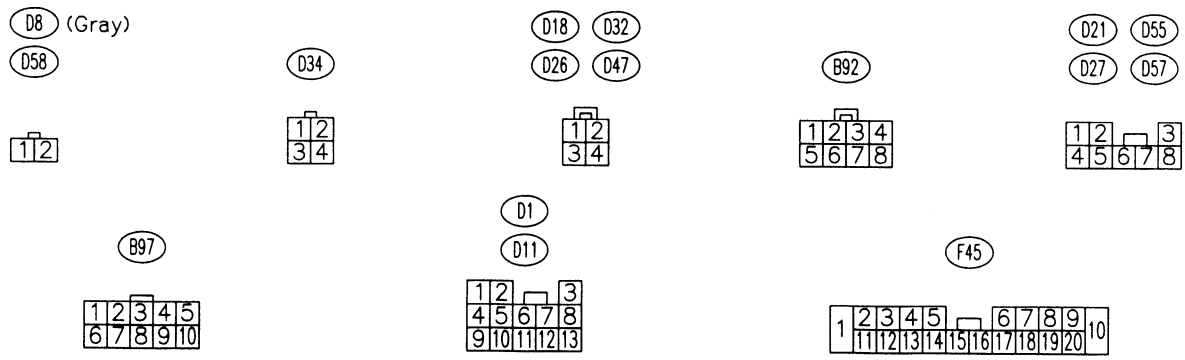 D8 (Gray)
D58
1 2
D34
1 2
3 4
D18 D32
D26 D47
1 2
3 4
B92
1 2 3 4
5 6 7 8
D21 D55
D27 D57
1 2 3
4 5 6 7 8
B97
1 2 3 4 5
6 7 8 9 10
D1
D11
1 2 3
4 5 6 7 8
9 10 11 12 13
F45
1 2 3 4 5 6 7 8 9 10
11 12 13 14 15 16 17 18 19 20